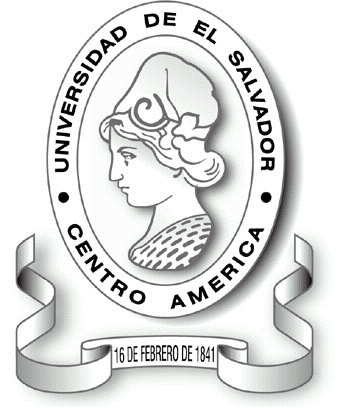 UNIVERSIDAD DE EL SALVADOR
CENTRO AMERICA
16 DE FEBRERO DE 1841